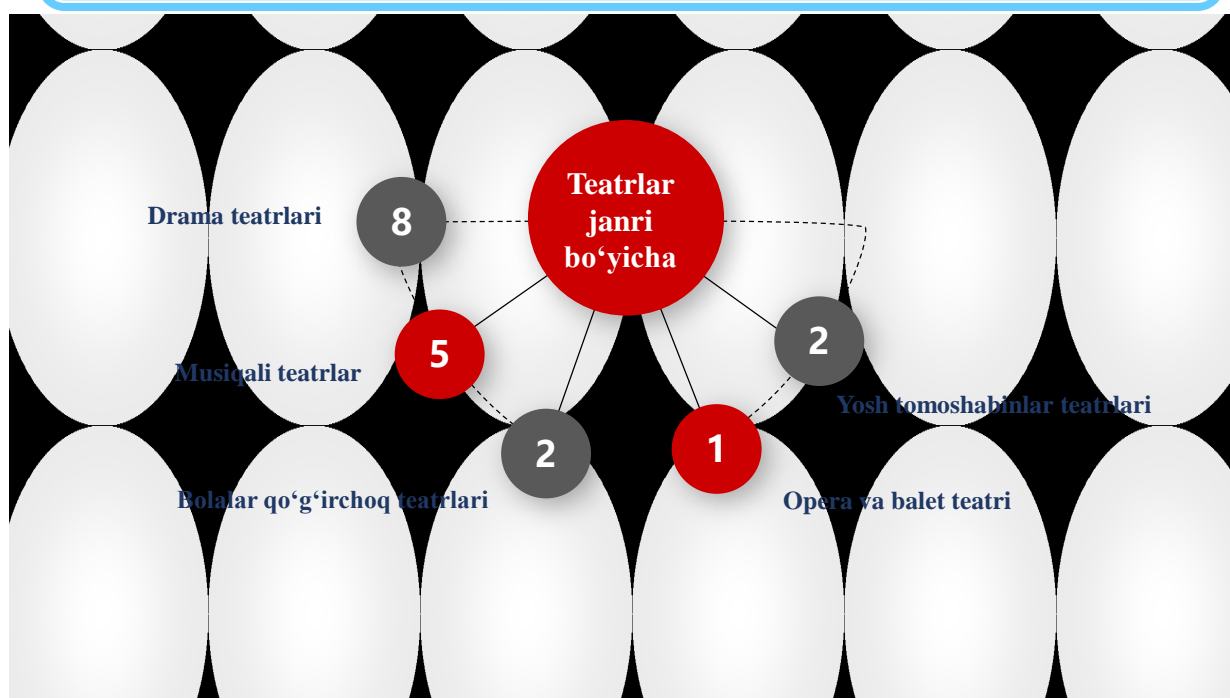 Teatrlar
janri
bo‘yicha
Drama teatrlari
8
Musiqali teatrlar
5
Bolalar qo‘g‘irchoq teatrlari
2
1
Opera va balet teatri
2
Yosh tomoshabinlar teatrlari